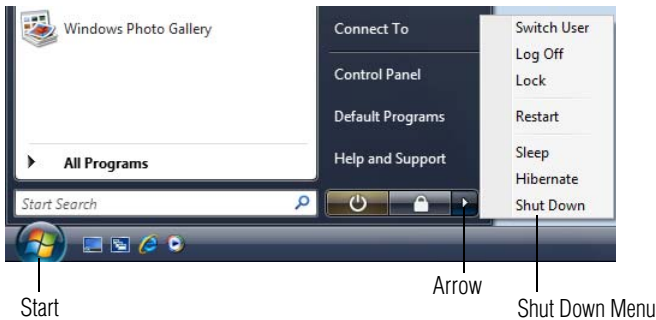 Windows Photo Gallery
All Programs
Start Search
Connect To
Control Panel
Default Programs
Help and Support
Switch User
Log Off
Lock
Restart
Sleep
Hibernate
Shut Down
Start
Arrow
Shut Down Menu